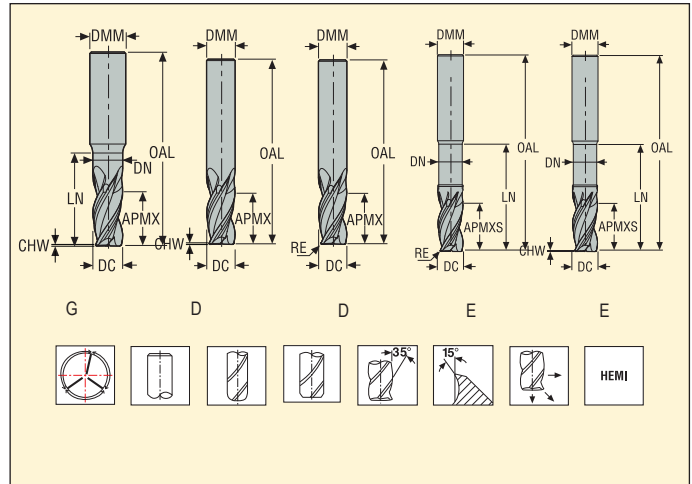 DMM
OAL
DN
LN
APMX
CHW
DC
DMM
OAL
APMX
CHW
DC
DMM
OAL
APMX
RE
DC
DMM
OAL
DN
LN
APMXS
RE
DC
DMM
OAL
DN
LN
APMXS
CHW
DC
G D D E E
35°
15°
HEMI